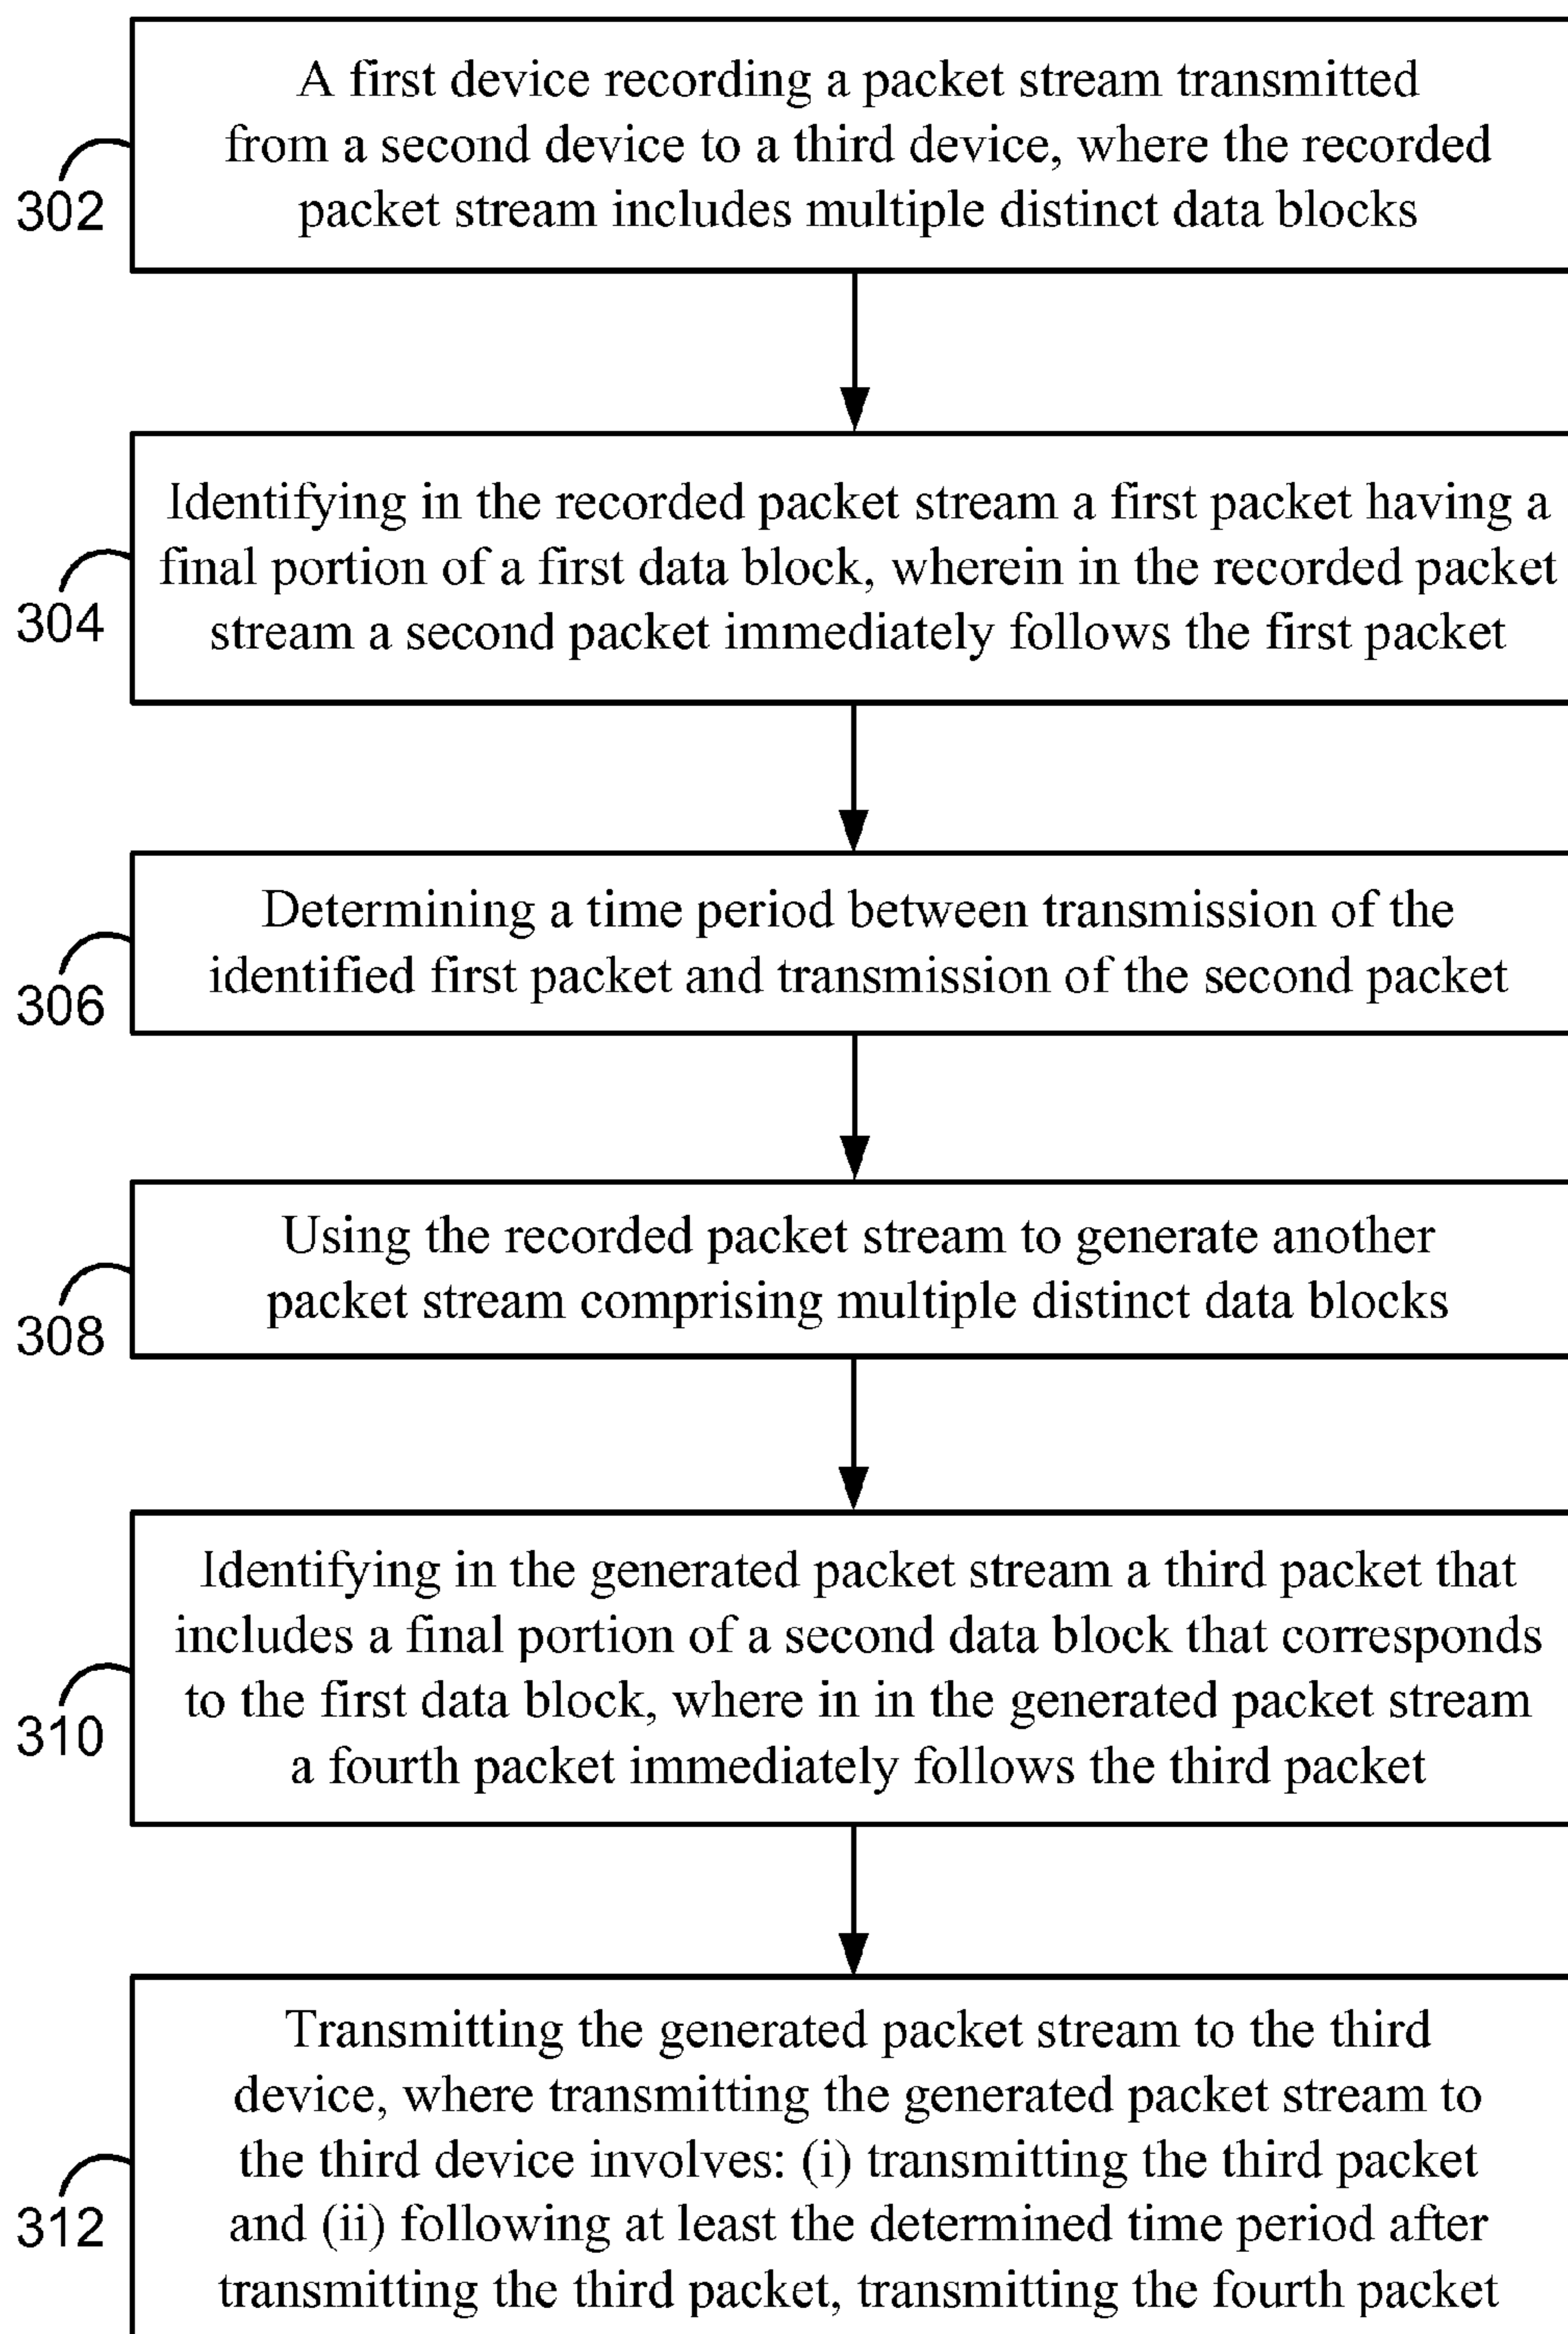 A first device recording a packet stream transmitted
from a second device to a third device, where the recorded
packet stream includes multiple distinct data blocks
302
Identifying in the recorded packet stream a first packet having a
final portion of a first data block, wherein in the recorded packet
stream a second packet immediately follows the first packet
304
Determining a time period between transmission of the
identified first packet and transmission of the second packet
306
Using the recorded packet stream to generate another
packet stream comprising multiple distinct data blocks
308
Identifying in the generated packet stream a third packet that
includes a final portion of a second data block that corresponds
to the first data block, where in in the generated packet stream
a fourth packet immediately follows the third packet
310
Transmitting the generated packet stream to the third
device, where transmitting the generated packet stream to
the third device involves: (i) transmitting the third packet
and (ii) following at least the determined time period after
transmitting the third packet, transmitting the fourth packet
312